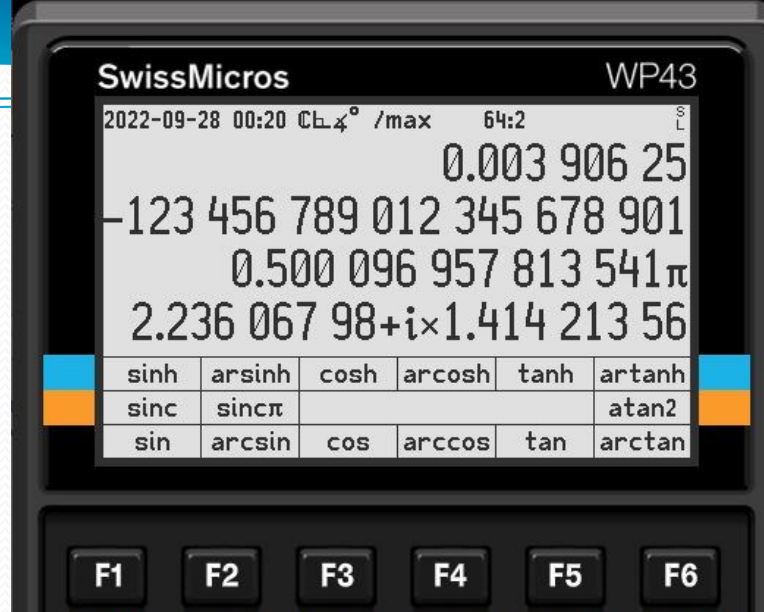 SwissMicros WP43
2022-09-28 00:20 ℂ∟∡° /max 64:2 S L
0.003 906 25
-123 456 789 012 345 678 901
0.500 096 957 813 541π
2.236 067 98+i×1.414 213 56
sinh arsinh cosh arcosh tanh artanh
sinc sincπ atan2
sin arcsin cos arccos tan arctan
F1 F2 F3 F4 F5 F6